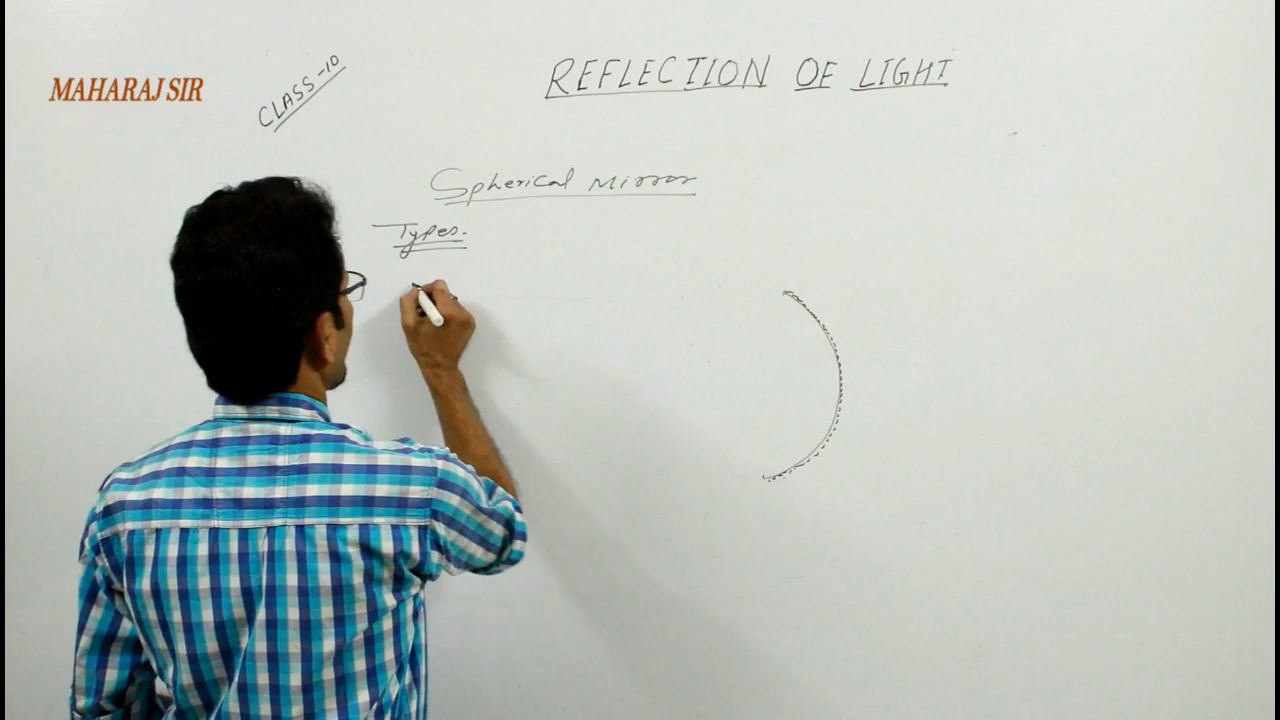 MAHARAJ SIR
CLASS-10
REFLECTION OF LIGHT
Spherical Mirror
Types.